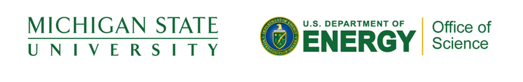 MICHIGAN STATE
UNIVERSITY
U.S. DEPARTMENT OF
ENERGY
Office of
Science